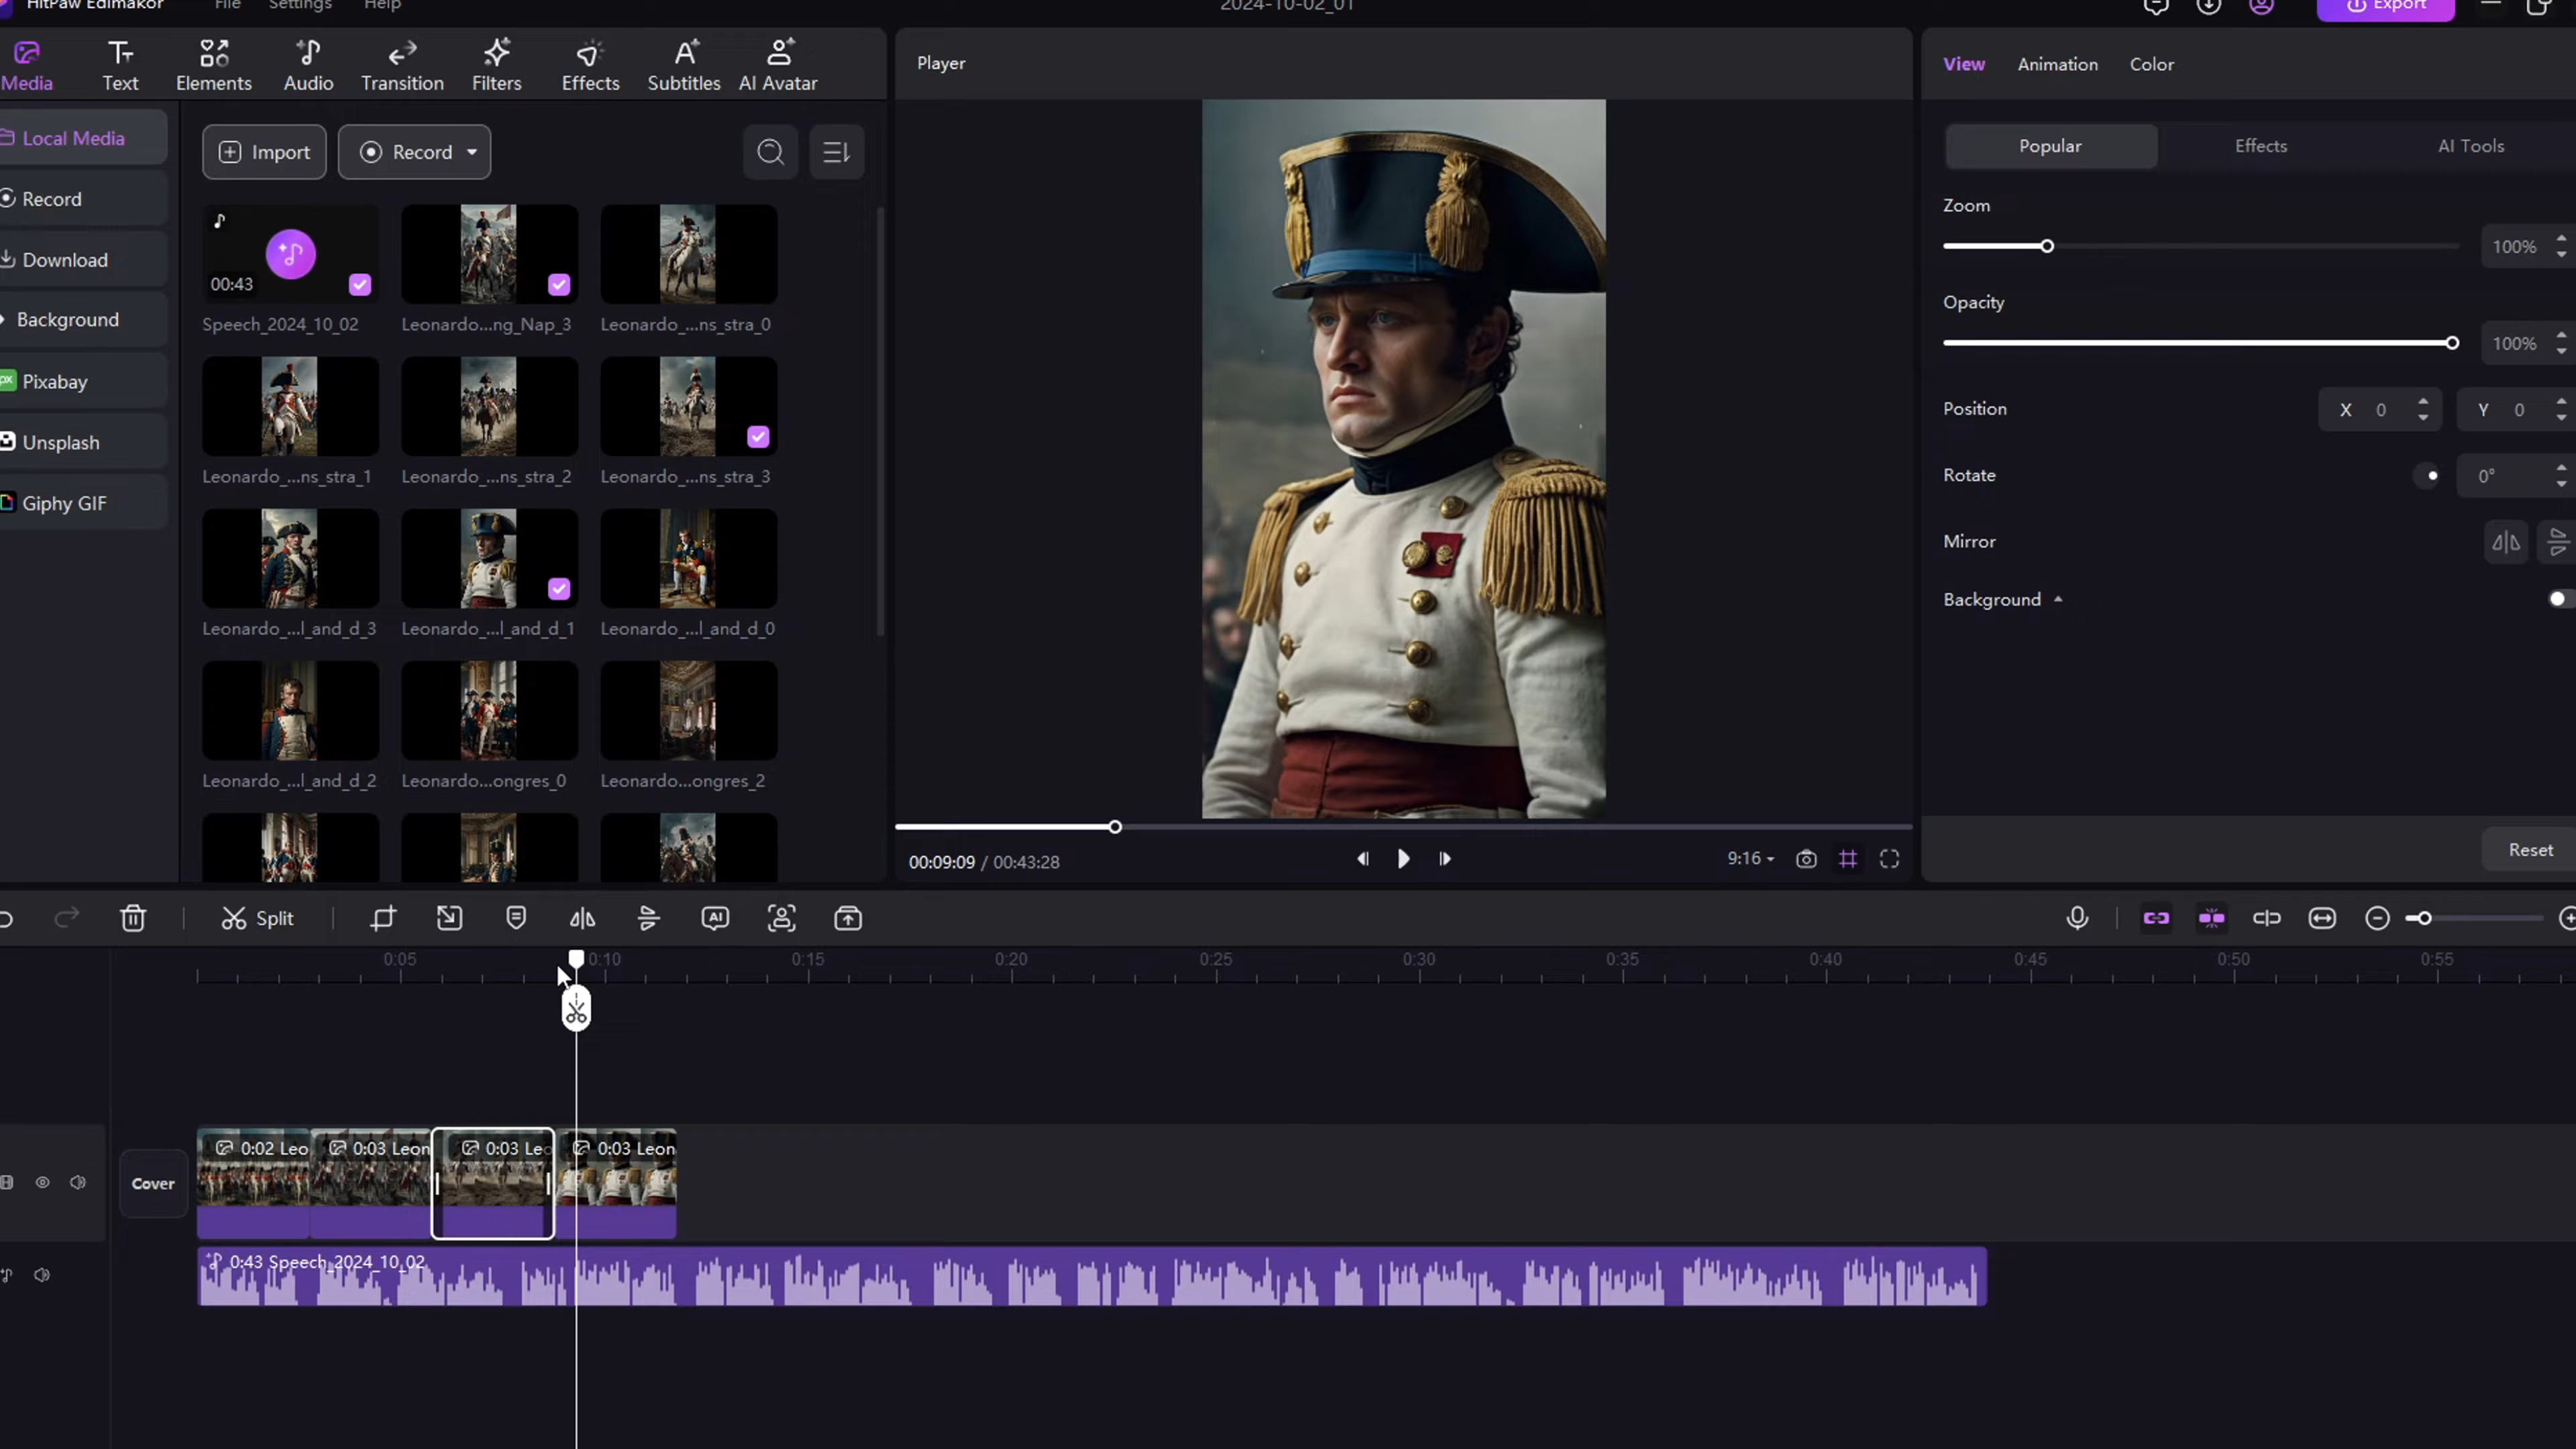 HitPaw Edimakor File Settings Help 2024-10-02_01 Export
Media Text Elements Audio Transition Filters Effects Subtitles AI Avatar
Player
View Animation Color
Local Media
Record
Download
Background
Pixabay
Unsplash
Giphy GIF
Import Record
00:43
Speech_2024_10_02 Leonardo...ng_Nap_3 Leonardo_...ns_stra_0
Leonardo_...ns_stra_1 Leonardo_...ns_stra_2 Leonardo_...ns_stra_3
Leonardo_...l_and_d_3 Leonardo_...l_and_d_1 Leonardo_...l_and_d_0
Leonardo_...l_and_d_2 Leonardo...ongres_0 Leonardo...ongres_2
00:09:09 / 00:43:28
9:16
Popular Effects AI Tools
Zoom
100%
Opacity
100%
Position X 0 Y 0
Rotate 0°
Mirror
Background
Reset
Split AI
0:05 0:10 0:15 0:20 0:25 0:30 0:35 0:40 0:45 0:50 0:55
Cover
0:02 Leo 0:03 Leon 0:03 Leo 0:03 Leon
0:43 Speech_2024_10_02